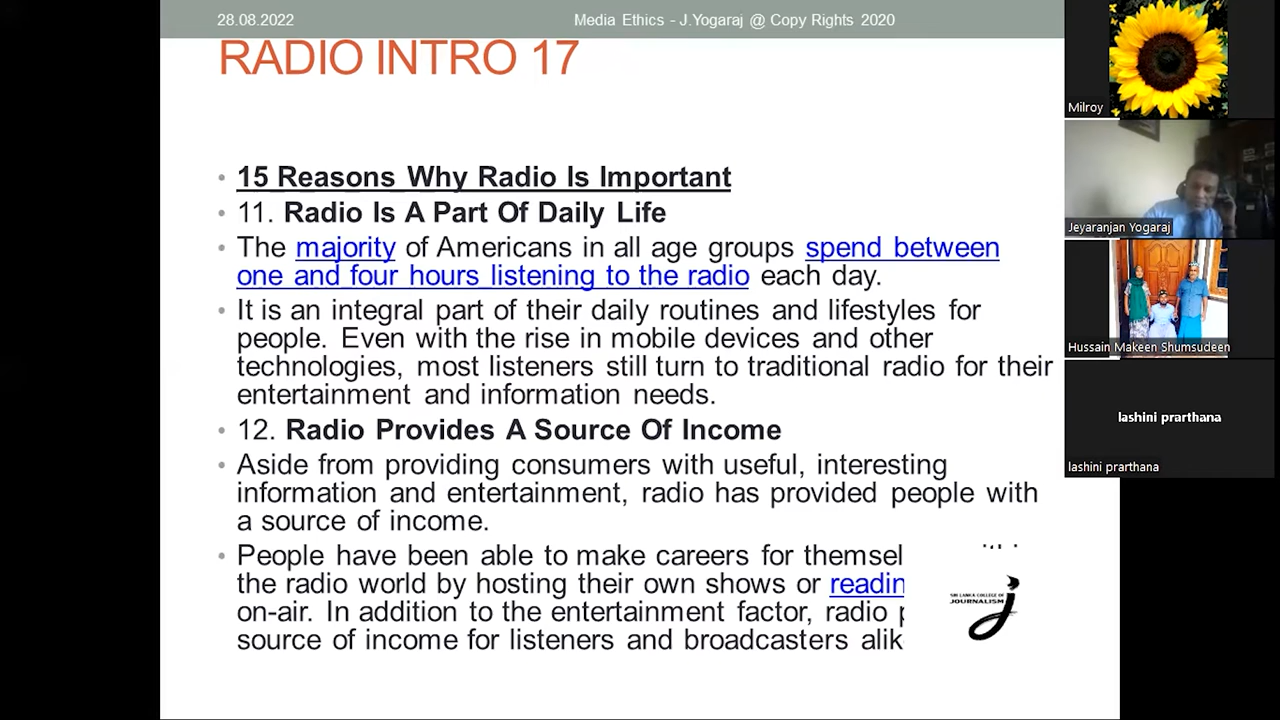 28.08.2022
Media Ethics - J.Yogaraj @ Copy Rights 2020
RADIO INTRO 17
• 15 Reasons Why Radio Is Important
• 11. Radio Is A Part Of Daily Life
• The majority of Americans in all age groups spend between
one and four hours listening to the radio each day.
• It is an integral part of their daily routines and lifestyles for
people. Even with the rise in mobile devices and other
technologies, most listeners still turn to traditional radio for their
entertainment and information needs.
• 12. Radio Provides A Source Of Income
• Aside from providing consumers with useful, interesting
information and entertainment, radio has provided people with
a source of income.
• People have been able to make careers for
the radio world by hosting their own shows or
on-air. In addition to the entertainment factor, radio
source of income for listeners and broadcasters
SRI LANKA COLLEGE OF
JOURNALISM
Milroy
Jeyaranjan Yogaraj
Hussain Makeen Shumsudeen
lashini prarthana
lashini prarthana